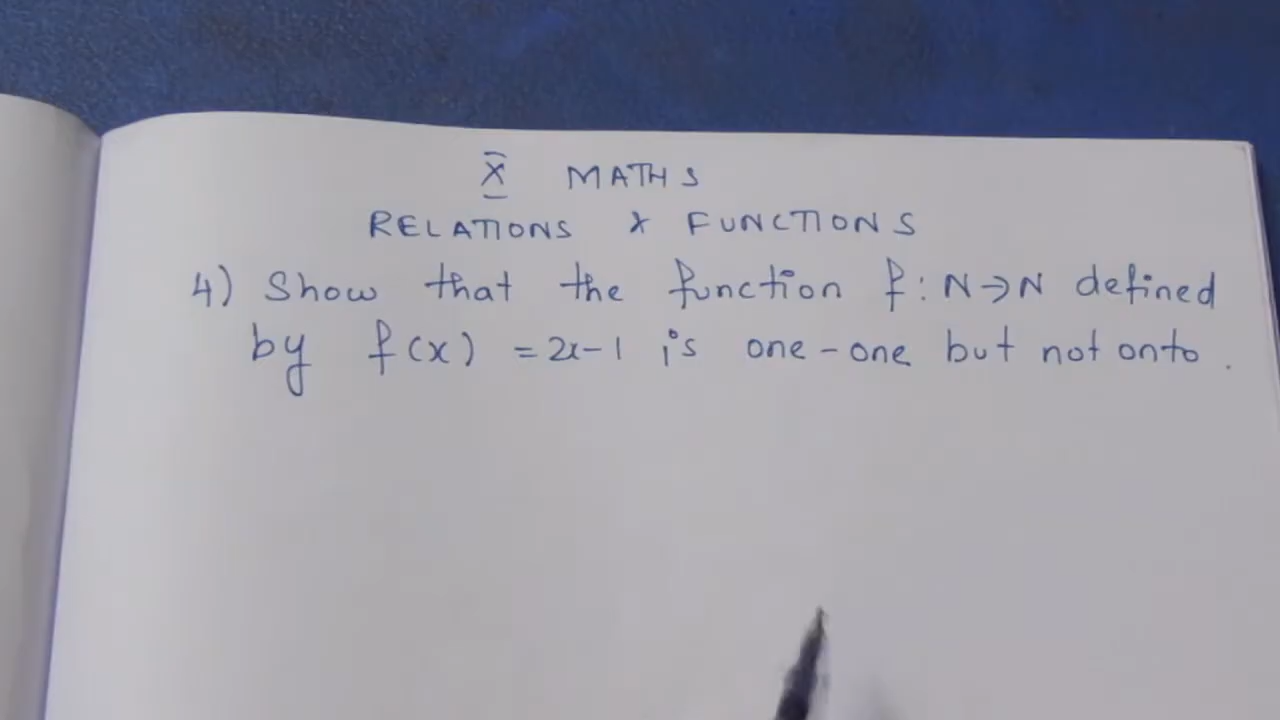 X MATHS
RELATIONS & FUNCTIONS
4) Show that the function f : N→N defined
by f(x) = 2x-1 is one-one but not onto.